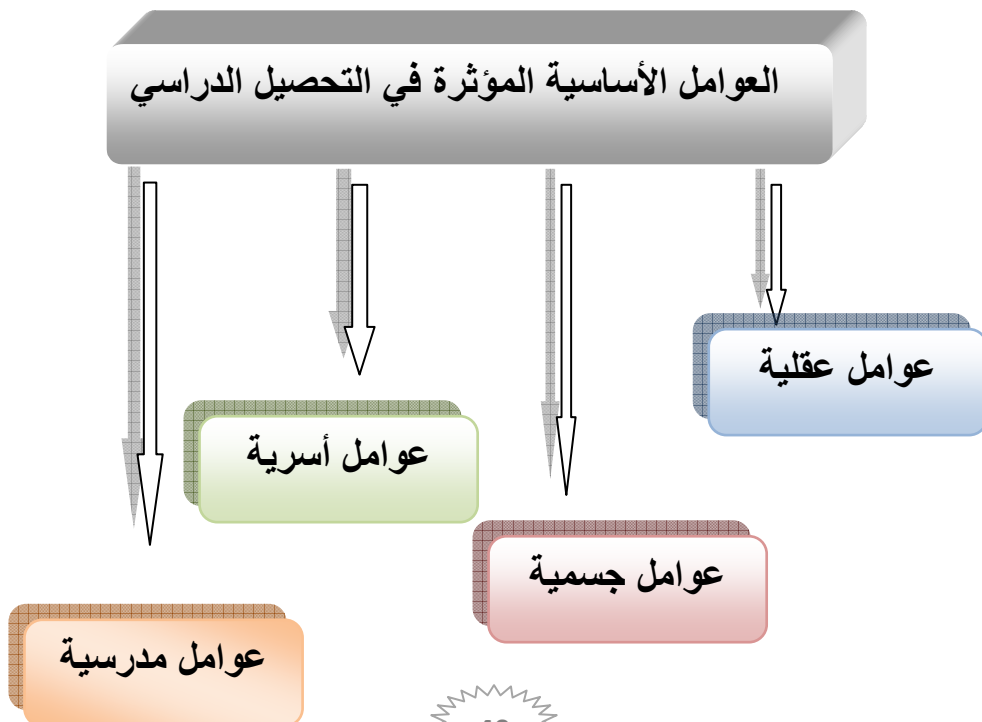 العوامل الأساسية المؤثرة في التحصيل الدراسي
عوامل عقلية
عوامل أسرية
عوامل جسمية
عوامل مدرسية